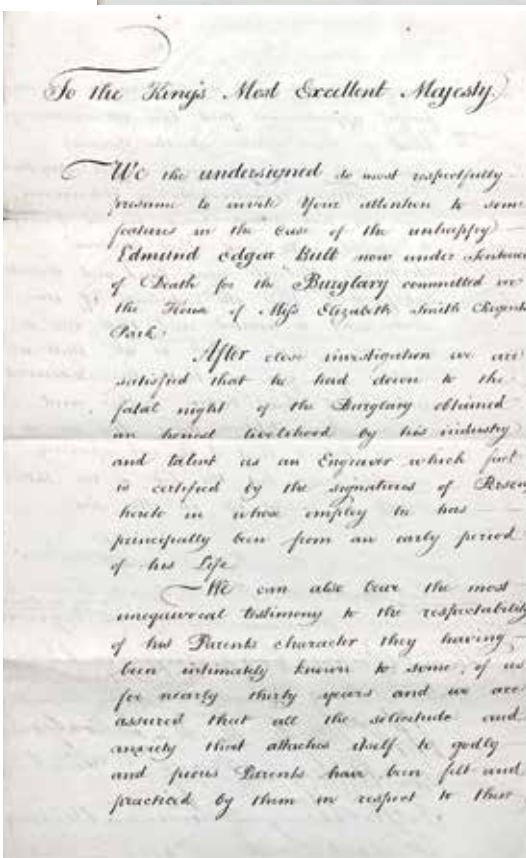 To the King's Most Excellent Majesty
We the undersigned do most respectfully
presume to invite Your attention to some
features in the Case of the unhappy
Edmund Edgar Bult now under Sentence
of Death for the Burglary committed in
the House of Miss Elizabeth Smith Regents
Park.
After close investigation we are
satisfied that he had down to the
fatal night of the Burglary obtained
an honest livelihood by his industry
and talent as an Engraver which fact
is certified by the signatures of
hereto in whose employ he has
principally been from an early period
of his Life
We can also bear the most
unequivocal testimony to the respectability
of his Parents character they having
been intimately known to some of us
for nearly thirty years and we are
assured that all the solicitude and
anxiety that attaches itself to godly
and pious Parents have been felt and
practiced by them in respect to their